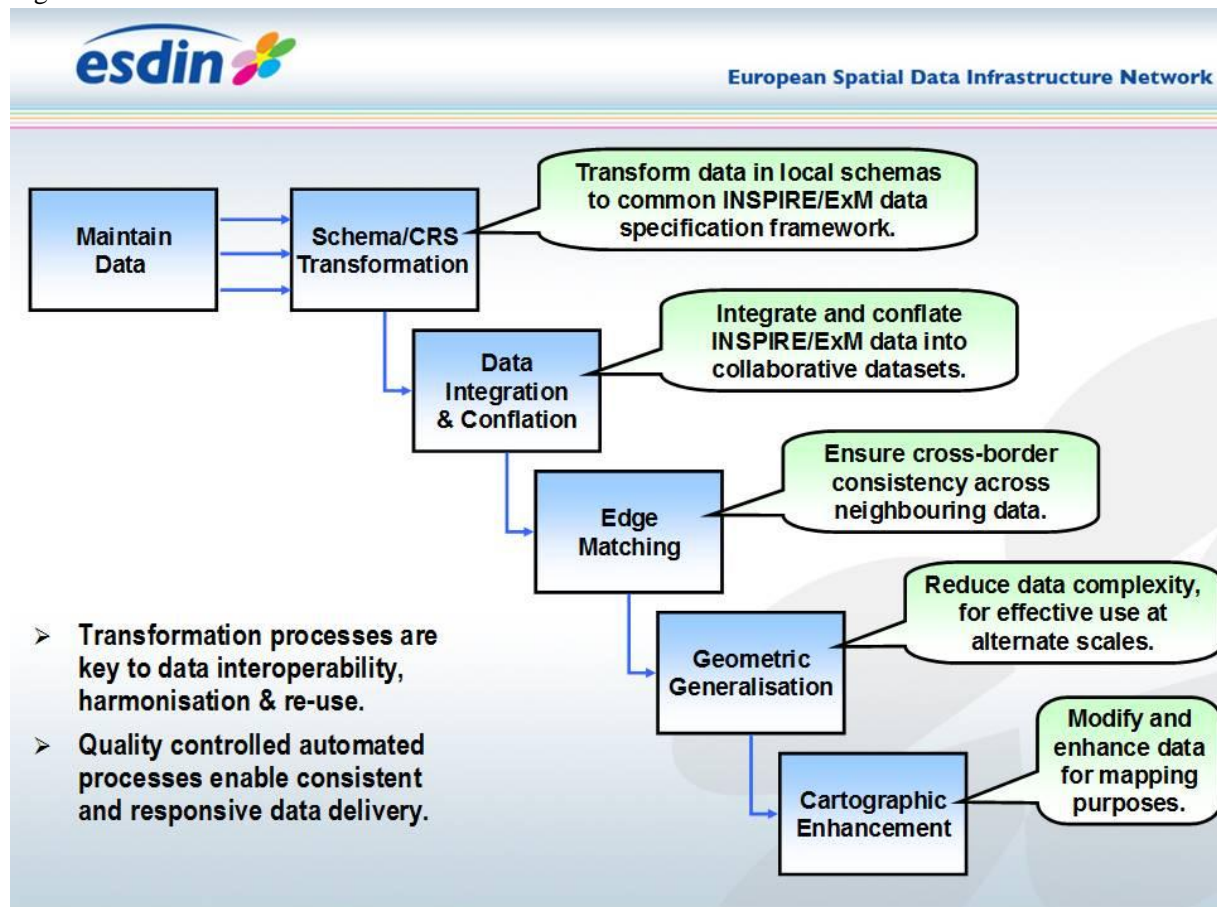 esdin
European Spatial Data Infrastructure Network
Transform data in local schemas
to common INSPIRE/ExM data
specification framework.
Maintain
Data
Schema/CRS
Transformation
Integrate and conflate
INSPIRE/ExM data into
collaborative datasets.
Data
Integration
& Conflation
Ensure cross-border
consistency across
neighbouring data.
Edge
Matching
Reduce data complexity,
for effective use at
alternate scales.
Geometric
Generalisation
Modify and
enhance data
for mapping
purposes.
Cartographic
Enhancement
➢ Transformation processes are
key to data interoperability,
harmonisation & re-use.
➢ Quality controlled automated
processes enable consistent
and responsive data delivery.